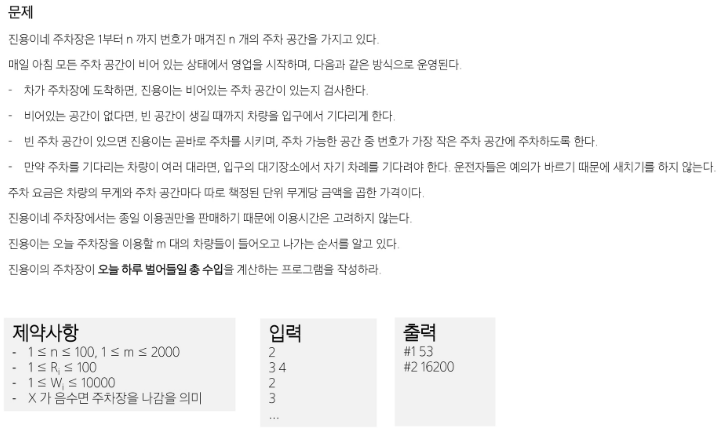 문제
진용이네 주차장은 1부터 n 까지 번호가 매겨진 n 개의 주차 공간을 가지고 있다.
매일 아침 모든 주차 공간이 비어 있는 상태에서 영업을 시작하며, 다음과 같은 방식으로 운영된다.
- 차가 주차장에 도착하면, 진용이는 비어있는 주차 공간이 있는지 검사한다.
- 비어있는 공간이 없다면, 빈 공간이 생길 때까지 차량을 입구에서 기다리게 한다.
- 빈 주차 공간이 있으면 진용이는 곧바로 주차를 시키며, 주차 가능한 공간 중 번호가 가장 작은 주차 공간에 주차하도록 한다.
- 만약 주차를 기다리는 차량이 여러 대라면, 입구의 대기장소에서 자기 차례를 기다려야 한다. 운전자들은 예의가 바르기 때문에 새치기를 하지 않는다.
주차 요금은 차량의 무게와 주차 공간마다 따로 책정된 단위 무게당 금액을 곱한 가격이다.
진용이네 주차장에서는 종일 이용권만을 판매하기 때문에 이용시간은 고려하지 않는다.
진용이는 오늘 주차장을 이용할 m 대의 차량들이 들어오고 나가는 순서를 알고 있다.
진용이의 주차장이 오늘 하루 벌어들일 총 수입을 계산하는 프로그램을 작성하라.
제약사항
- 1 ≤ n ≤ 100, 1 ≤ m ≤ 2000
- 1 ≤ Ri ≤ 100
- 1 ≤ Wi ≤ 10000
- X 가 음수면 주차장을 나감을 의미
입력
2
3 4
2
3
...
출력
#1 53
#2 16200